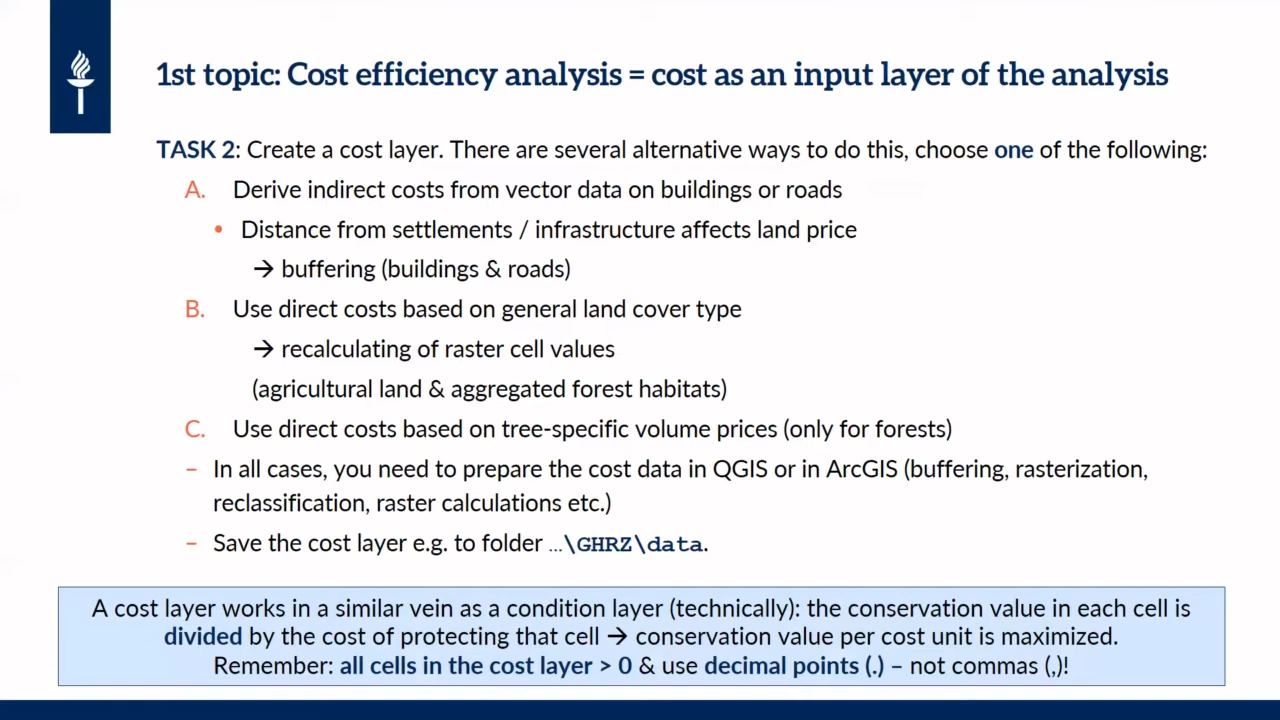 1st topic: Cost efficiency analysis = cost as an input layer of the analysis
TASK 2: Create a cost layer. There are several alternative ways to do this, choose one of the following:
A. Derive indirect costs from vector data on buildings or roads
• Distance from settlements / infrastructure affects land price
→ buffering (buildings & roads)
B. Use direct costs based on general land cover type
→ recalculating of raster cell values
(agricultural land & aggregated forest habitats)
C. Use direct costs based on tree-specific volume prices (only for forests)
– In all cases, you need to prepare the cost data in QGIS or in ArcGIS (buffering, rasterization,
reclassification, raster calculations etc.)
– Save the cost layer e.g. to folder …\GHRZ\data.
A cost layer works in a similar vein as a condition layer (technically): the conservation value in each cell is
divided by the cost of protecting that cell → conservation value per cost unit is maximized.
Remember: all cells in the cost layer > 0 & use decimal points (.) – not commas (,)!